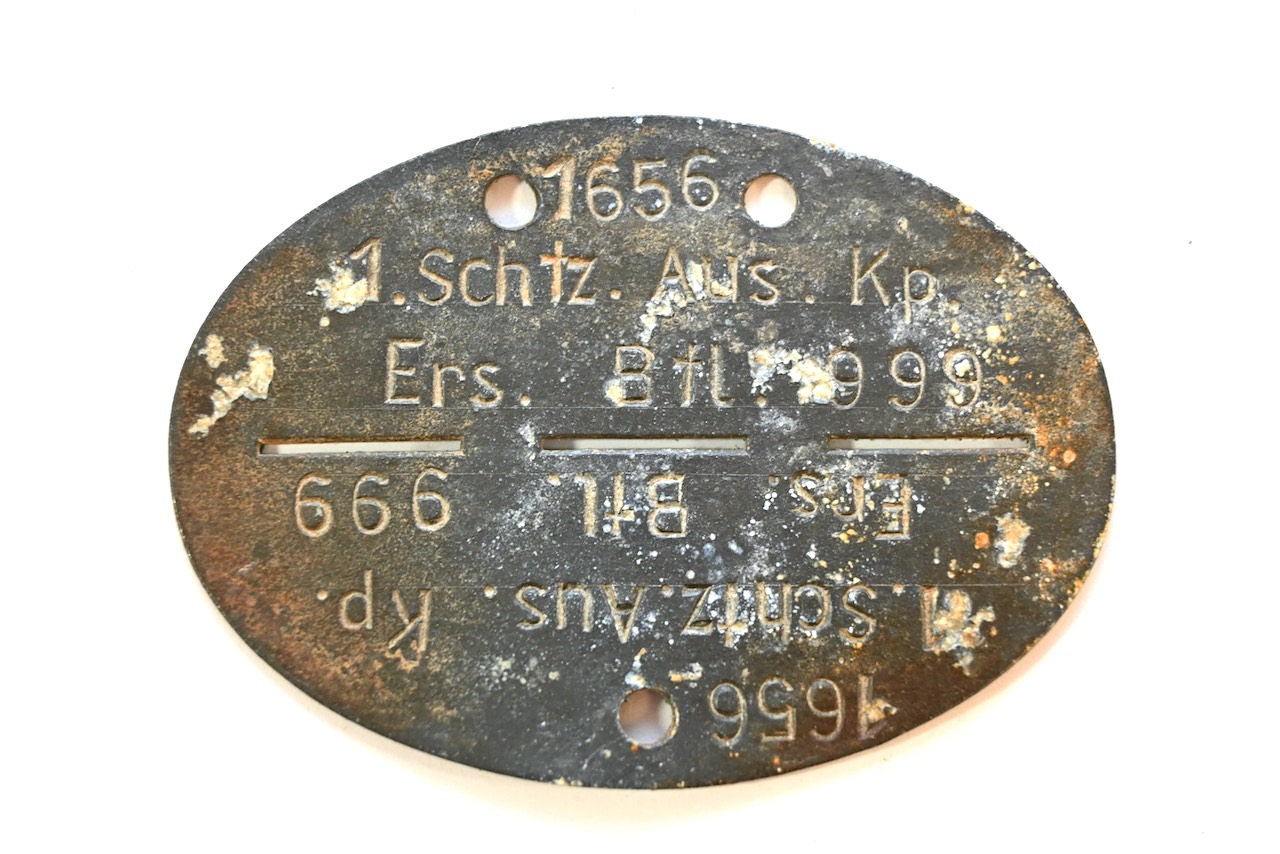 1656
1. Schtz. Aus. Kp.
Ers. Btl. 999
Ers. Btl. 999
1. Schtz. Aus. Kp.
1656